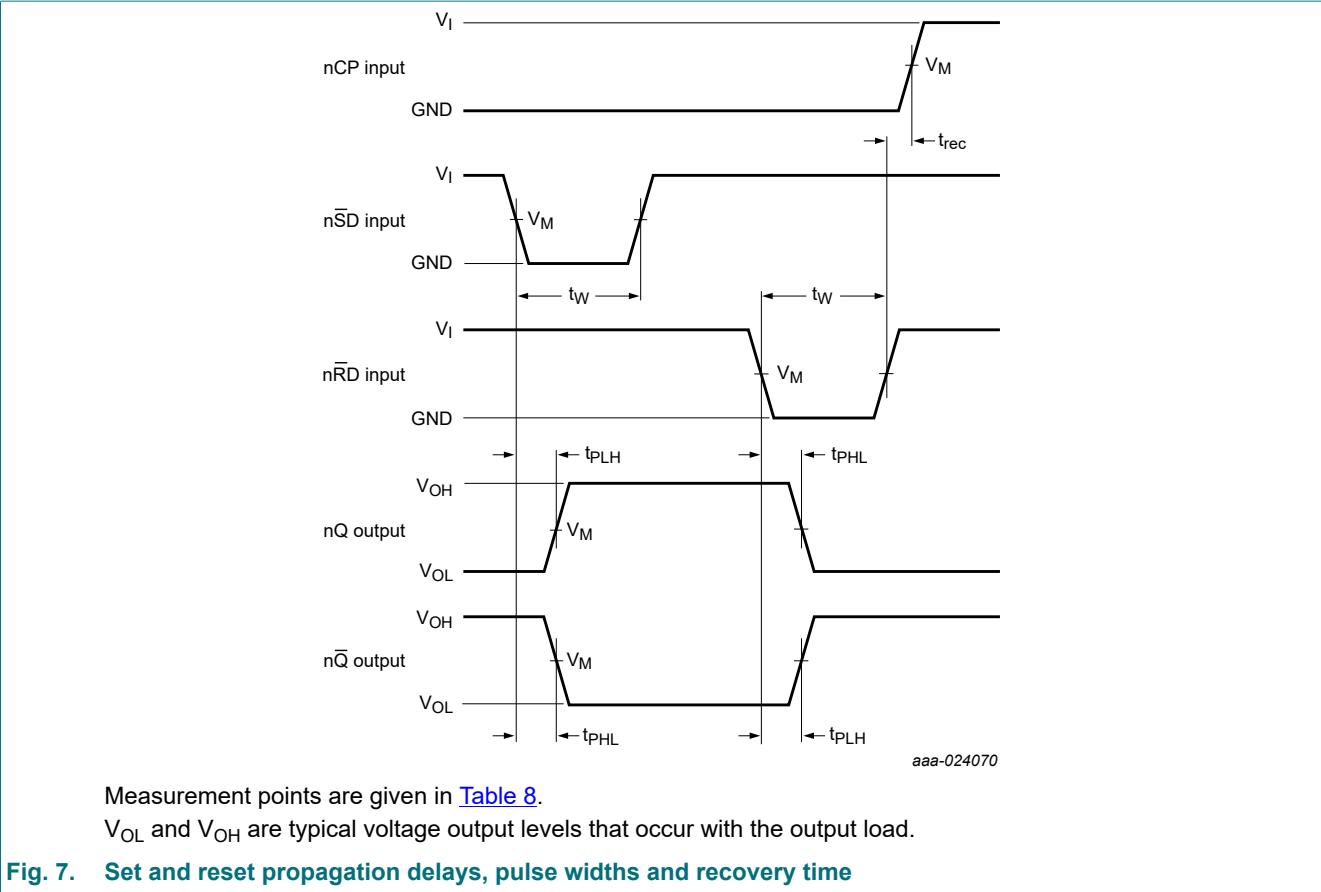 V_I
nCP input
V_M
GND
t_rec
V_I
nS̅D input
V_M
GND
t_W
t_W
V_I
nR̅D input
V_M
GND
t_PLH
t_PHL
V_OH
nQ output
V_M
V_OL
V_OH
nQ̅ output
V_M
V_OL
t_PHL
t_PLH
aaa-024070
Measurement points are given in Table 8.
V_OL and V_OH are typical voltage output levels that occur with the output load.
Fig. 7. Set and reset propagation delays, pulse widths and recovery time